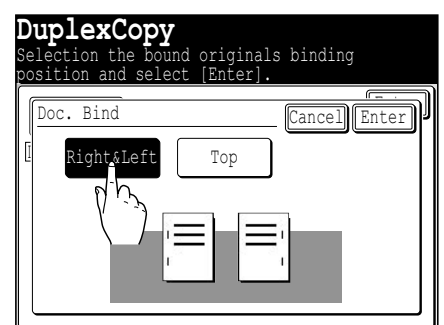 DuplexCopy
Selection the bound originals binding
position and select [Enter].
Doc. Bind
Cancel Enter
Right&Left Top